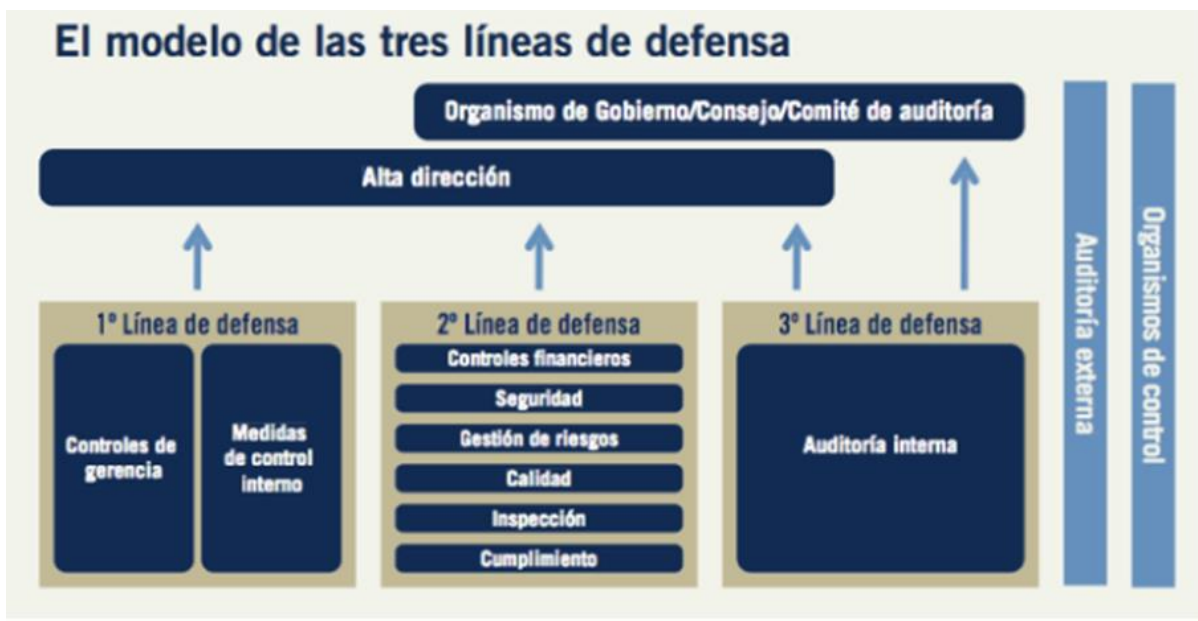 El modelo de las tres líneas de defensa
Organismo de Gobierno/Consejo/Comité de auditoría
Alta dirección
1º Línea de defensa
Controles de
gerencia
Medidas
de control
interno
2º Línea de defensa
Controles financieros
Seguridad
Gestión de riesgos
Calidad
Inspección
Cumplimiento
3º Línea de defensa
Auditoría interna
Auditoría externa
Organismos de control